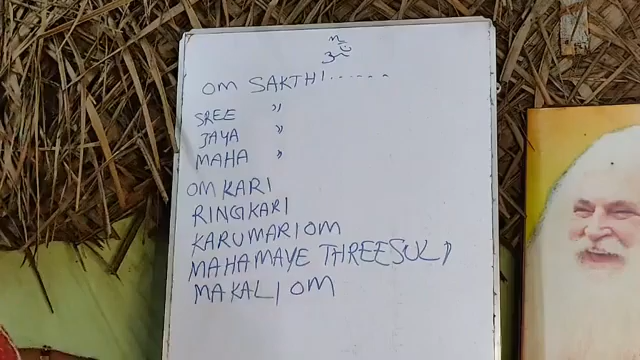 OM SAKTHI......
SREE "
JAYA "
MAHA "
OM KARI
RINGKARI
KARUMARI OM
MAHAMAYE THREESULI
MAKALI OM